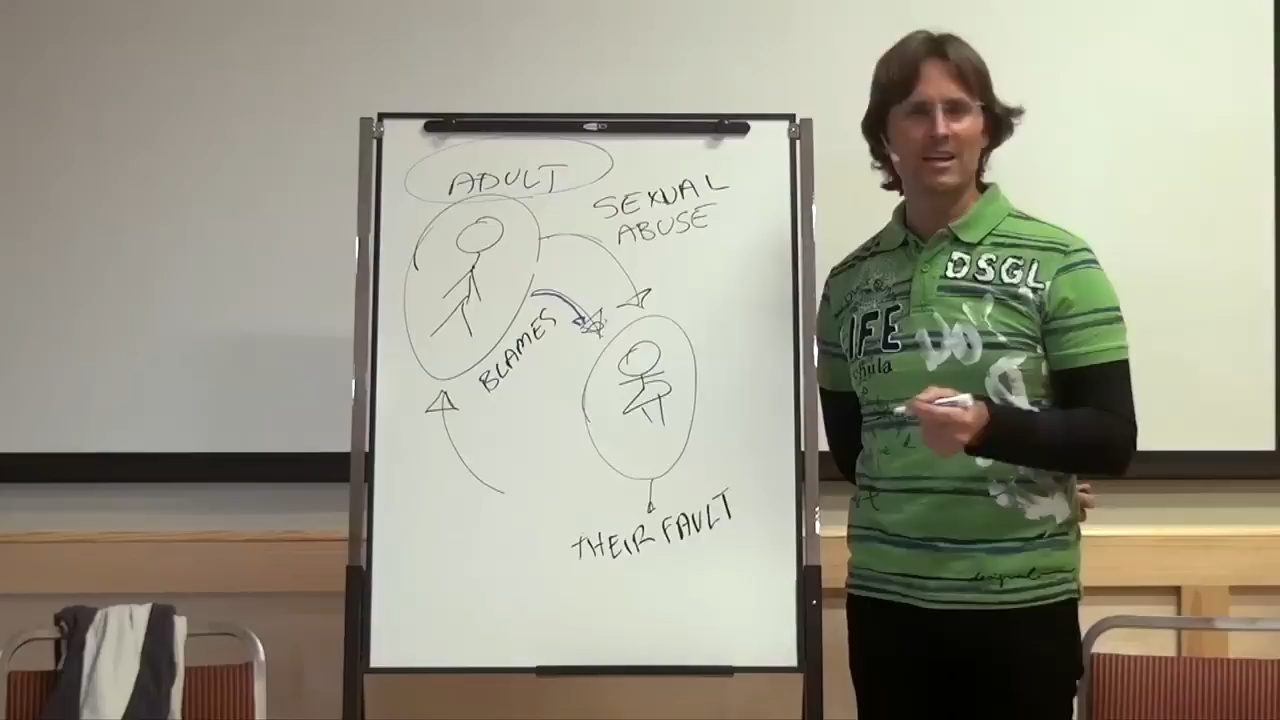 ADULT
SEXUAL
ABUSE
BLAMES
THEIR FAULT
DSGL
IFE